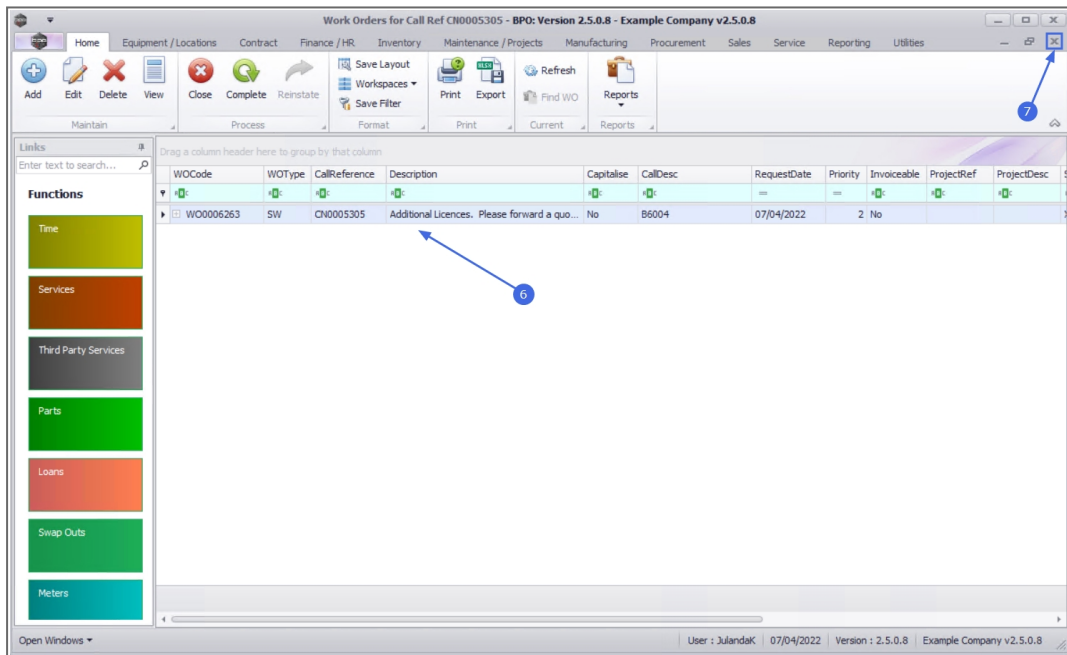 Work Orders for Call Ref CN0005305 - BPO: Version 2.5.0.8 - Example Company v2.5.0.8
Home Equipment / Locations Contract Finance / HR Inventory Maintenance / Projects Manufacturing Procurement Sales Service Reporting Utilities
Add Edit Delete View Close Complete Reinstate Save Layout Workspaces Save Filter Print Export Refresh Find WO Reports
7
Maintain Process Format Print Current Reports
Links
Enter text to search...
Drag a column header here to group by that column
WOCode WOType CallReference Description Capitalise CallDesc RequestDate Priority Invoiceable ProjectRef ProjectDesc
WO0006263 SW CN0005305 Additional Licences. Please forward a quo... No B6004 07/04/2022 2 No
6
Functions
Time
Services
Third Party Services
Parts
Loans
Swap Outs
Meters
Open Windows User : JulandaK 07/04/2022 Version : 2.5.0.8 Example Company v2.5.0.8